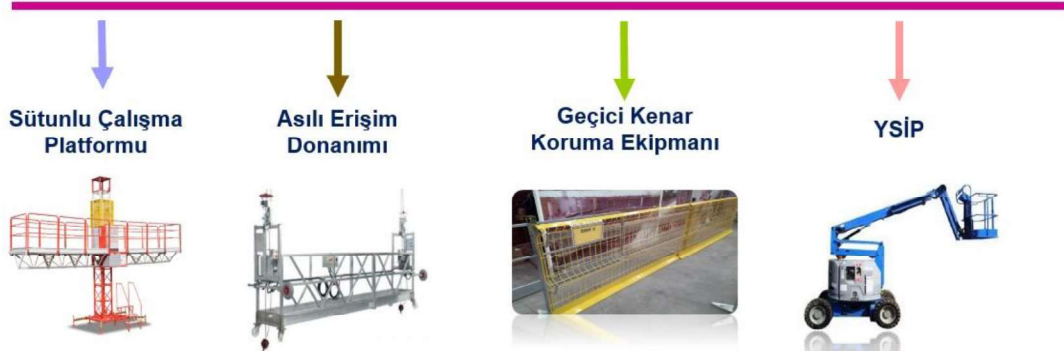 Sütunlu Çalışma
Platformu
Asılı Erişim
Donanımı
Geçici Kenar
Koruma Ekipmanı
YSİP